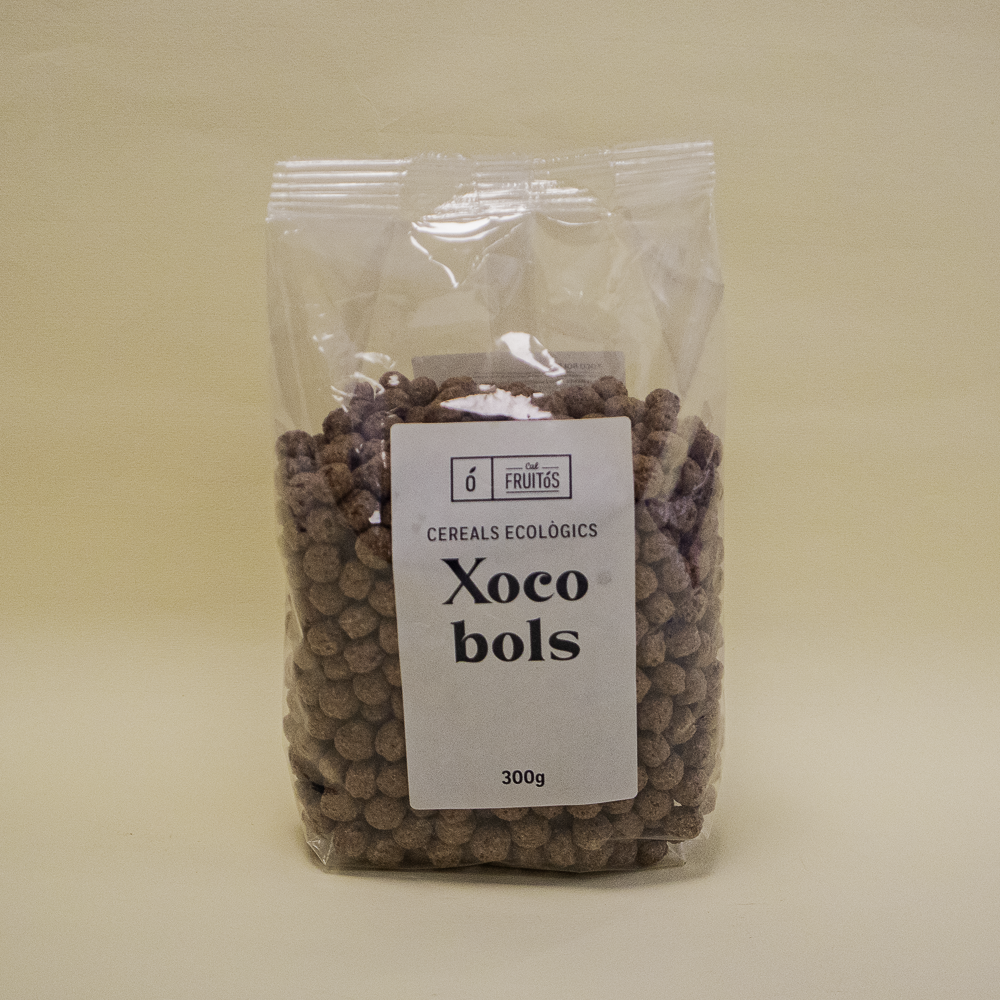 ó
Cal
FRUITóS
CEREALS ECOLÒGICS
Xoco
bols
300g